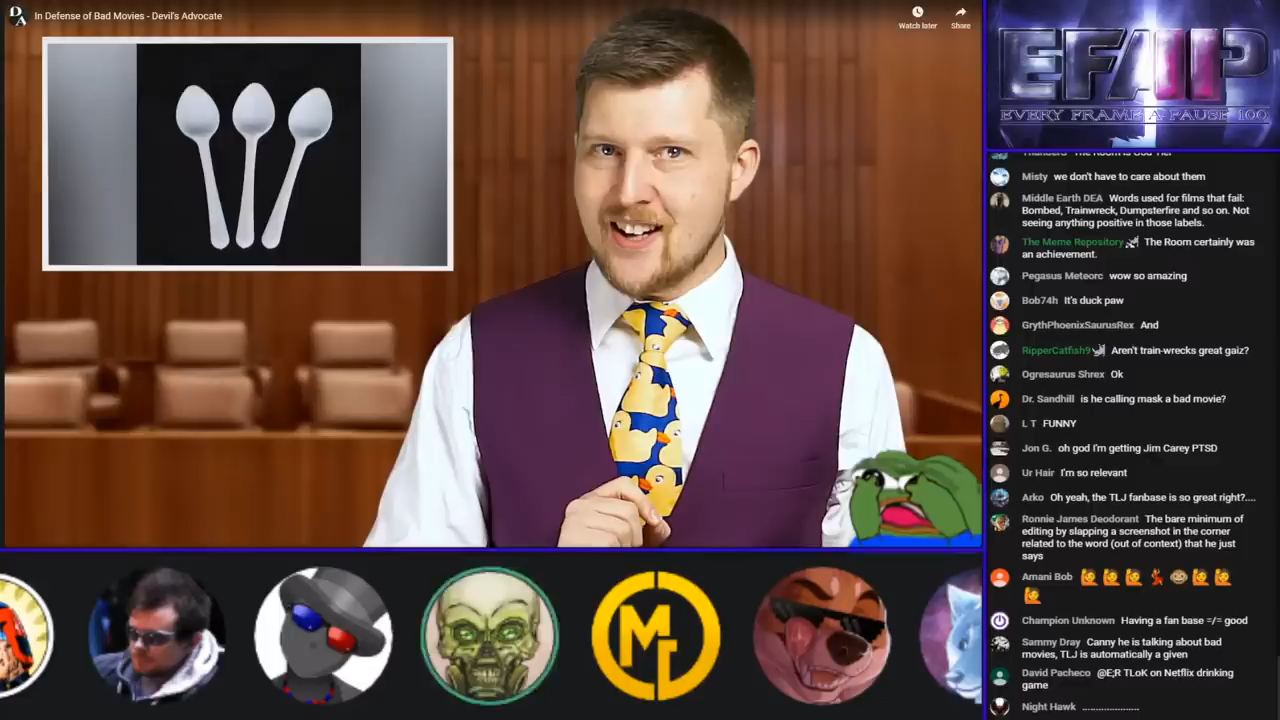 In Defense of Bad Movies - Devil's Advocate
Watch later
Share
EFAP
EVERY FRAME A PAUSE 100
Misty we don't have to care about them
Middle Earth DEA Words used for films that fail:
Bombed, Trainwreck, Dumpsterfire and so on. Not
seeing anything positive in those labels.
The Meme Repository The Room certainly was
an achievement.
Pegasus Meteorc wow so amazing
Bob74h It's duck paw
GrythPhoenixSaurusRex And
RipperCatfish9 Aren't train-wrecks great gaiz?
Ogresaurus Shrex Ok
Dr. Sandhill is he calling mask a bad movie?
L T FUNNY
Jon G. oh god I'm getting Jim Carey PTSD
Ur Hair I'm so relevant
Arko Oh yeah, the TLJ fanbase is so great right?....
Ronnie James Deodorant The bare minimum of
editing by slapping a screenshot in the corner
related to the word (out of context) that he just
says
Amani Bob 🙋 🙋 🙋 💃 🐵 🙋 🙋
🙋
Champion Unknown Having a fan base =/= good
Sammy Dray Canny he is talking about bad
movies, TLJ is automatically a given
David Pacheco @E;R TLoK on Netflix drinking
game
Night Hawk .....................